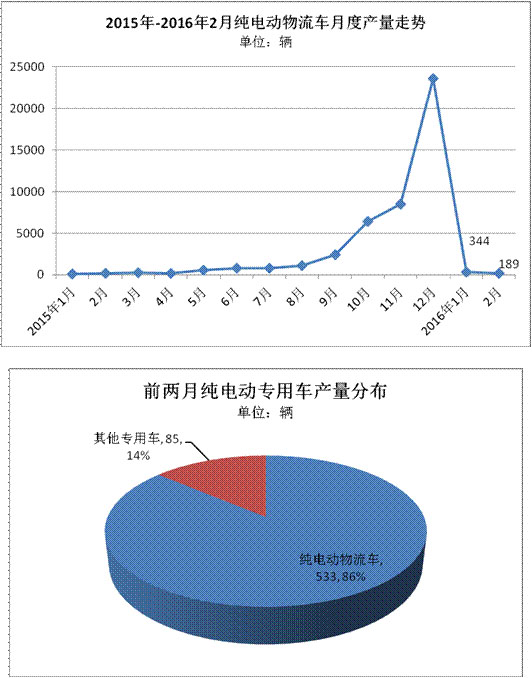 2015年-2016年2月纯电动物流车月度产量走势
单位：辆
25000
20000
15000
10000
5000
0
344
189
2015年1月
2月
3月
4月
5月
6月
7月
8月
9月
10月
11月
12月
2016年1月
2月
前两月纯电动专用车产量分布
单位：辆
其他专用车, 85,
14%
纯电动物流车,
533, 86%